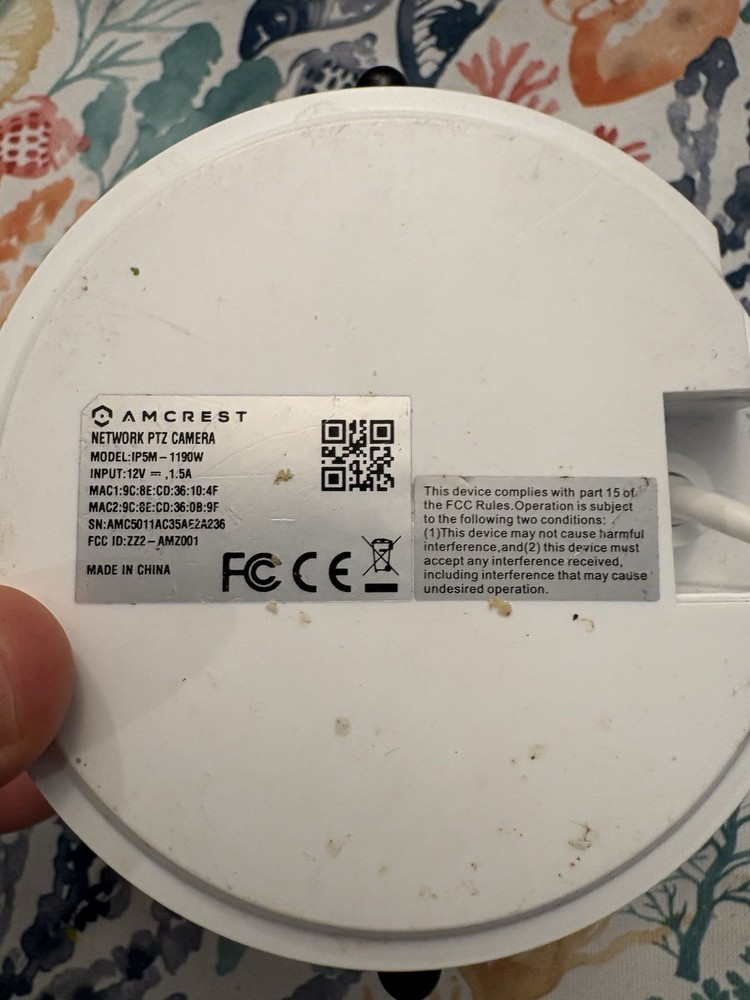 AMCREST
NETWORK PTZ CAMERA
MODEL:IP5M-1190W
INPUT:12V ⎓ ,1.5A
MAC1:9C:8E:CD:36:10:4F
MAC2:9C:8E:CD:36:0B:9F
SN:AMC5011AC35AE2A236
FCC ID:ZZ2-AMZ001
MADE IN CHINA
FC CE
This device complies with part 15 of
the FCC Rules.Operation is subject
to the following two conditions:
(1)This device may not cause harmful
interference,and(2) this device must
accept any interference received,
including interference that may cause
undesired operation.